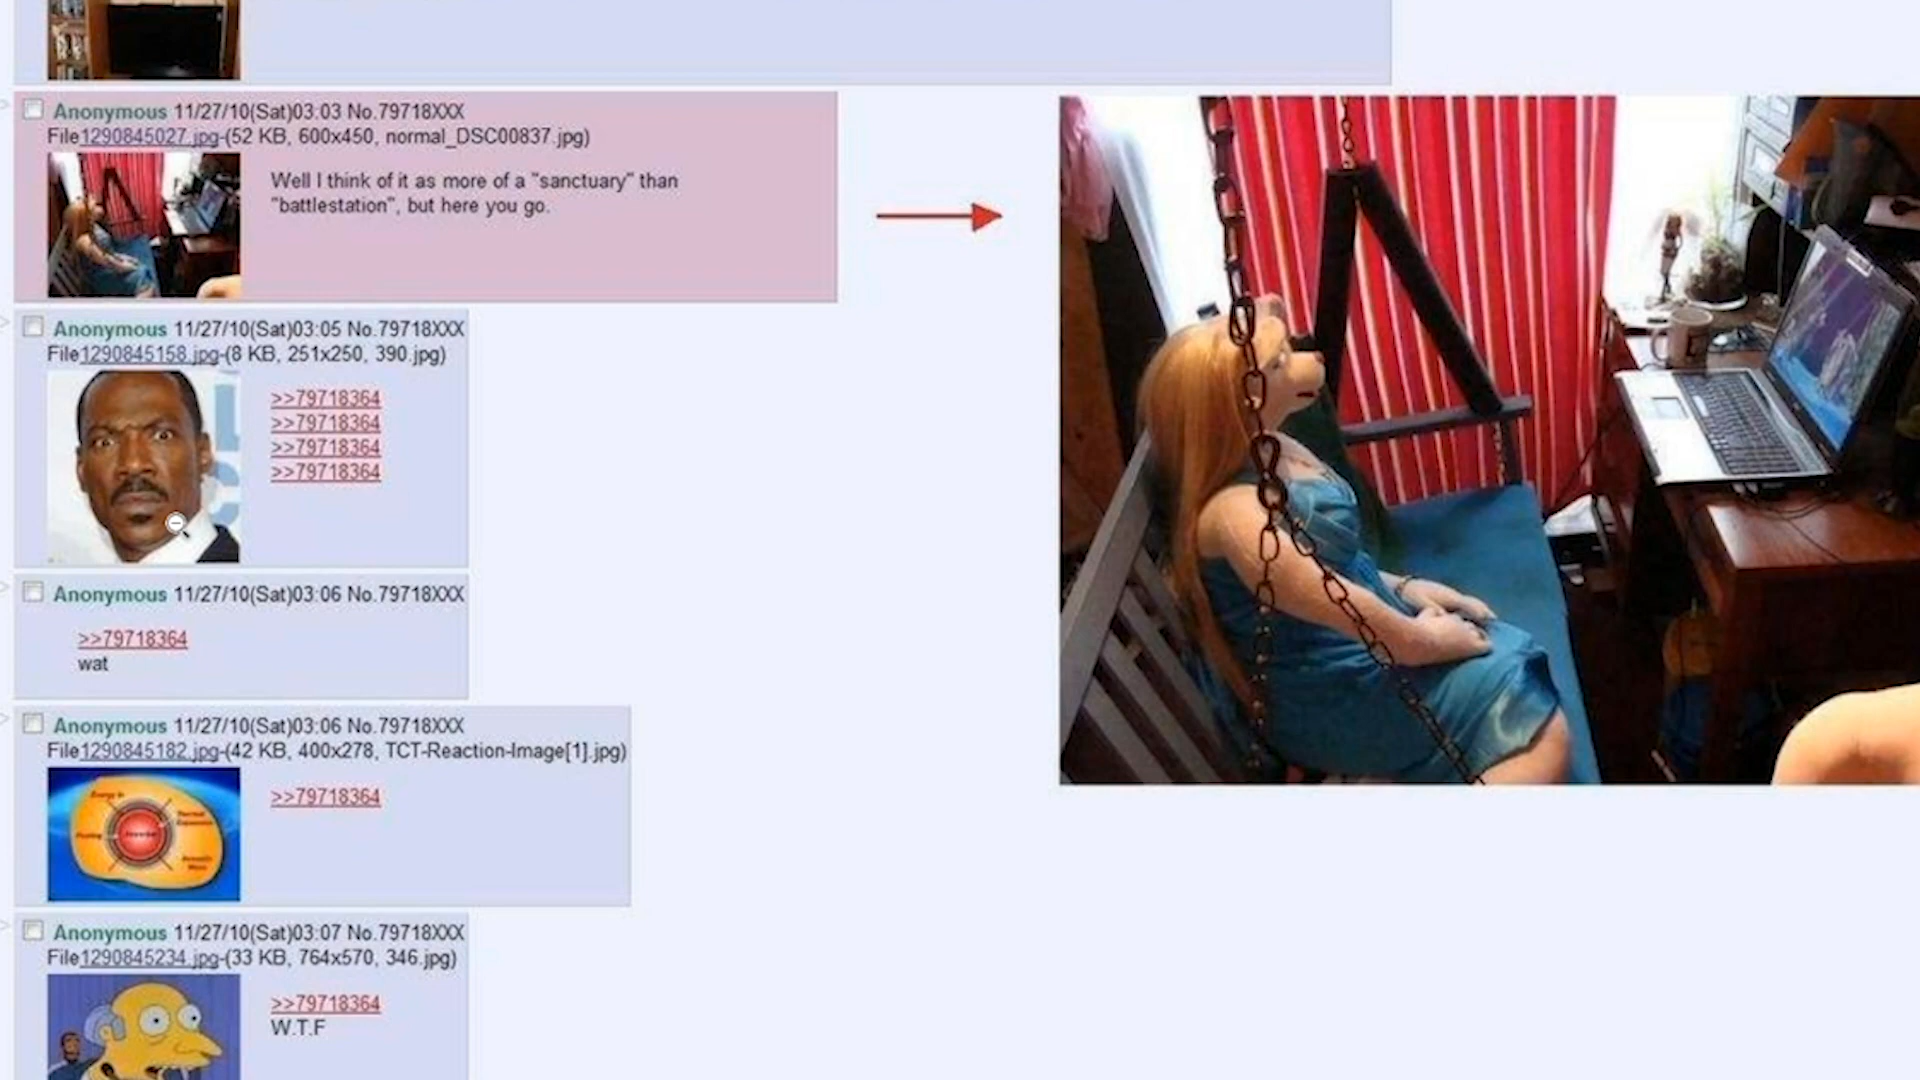 Anonymous 11/27/10(Sat)03:03 No.79718XXX
File1290845027.jpg-(52 KB, 600x450, normal_DSC00837.jpg)
Well I think of it as more of a "sanctuary" than
"battlestation", but here you go.
Anonymous 11/27/10(Sat)03:05 No.79718XXX
File1290845158.jpg-(8 KB, 251x250, 390.jpg)
>>79718364
>>79718364
>>79718364
>>79718364
Anonymous 11/27/10(Sat)03:06 No.79718XXX
>>79718364
wat
Anonymous 11/27/10(Sat)03:06 No.79718XXX
File1290845182.jpg-(42 KB, 400x278, TCT-Reaction-Image[1].jpg)
>>79718364
Anonymous 11/27/10(Sat)03:07 No.79718XXX
File1290845234.jpg-(33 KB, 764x570, 346.jpg)
>>79718364
W.T.F